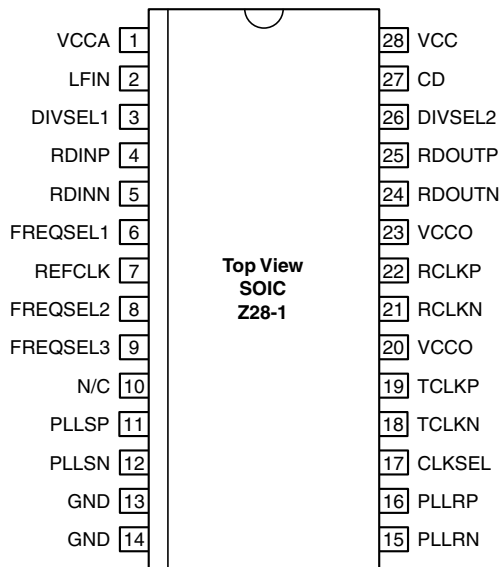 VCCA 1 28 VCC
LFIN 2 27 CD
DIVSEL1 3 26 DIVSEL2
RDINP 4 25 RDOUTP
RDINN 5 24 RDOUTN
FREQSEL1 6 23 VCCO
REFCLK 7 22 RCLKP
FREQSEL2 8 21 RCLKN
FREQSEL3 9 20 VCCO
N/C 10 19 TCLKP
PLLSP 11 18 TCLKN
PLLSN 12 17 CLKSEL
GND 13 16 PLLRP
GND 14 15 PLLRN
Top View
SOIC
Z28-1